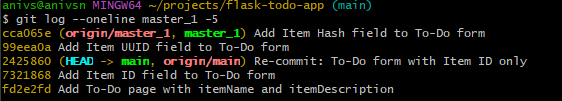 anivs@anivsn MINGW64 ~/projects/flask-todo-app (main)
$ git log --oneline master_1 -5
cca065e (origin/master_1, master_1) Add Item Hash field to To-Do form
99eea0a Add Item UUID field to To-Do form
2425860 (HEAD -> main, origin/main) Re-commit: To-Do form with Item ID only
7321868 Add Item ID field to To-Do form
fd2e2fd Add To-Do page with itemName and itemDescription